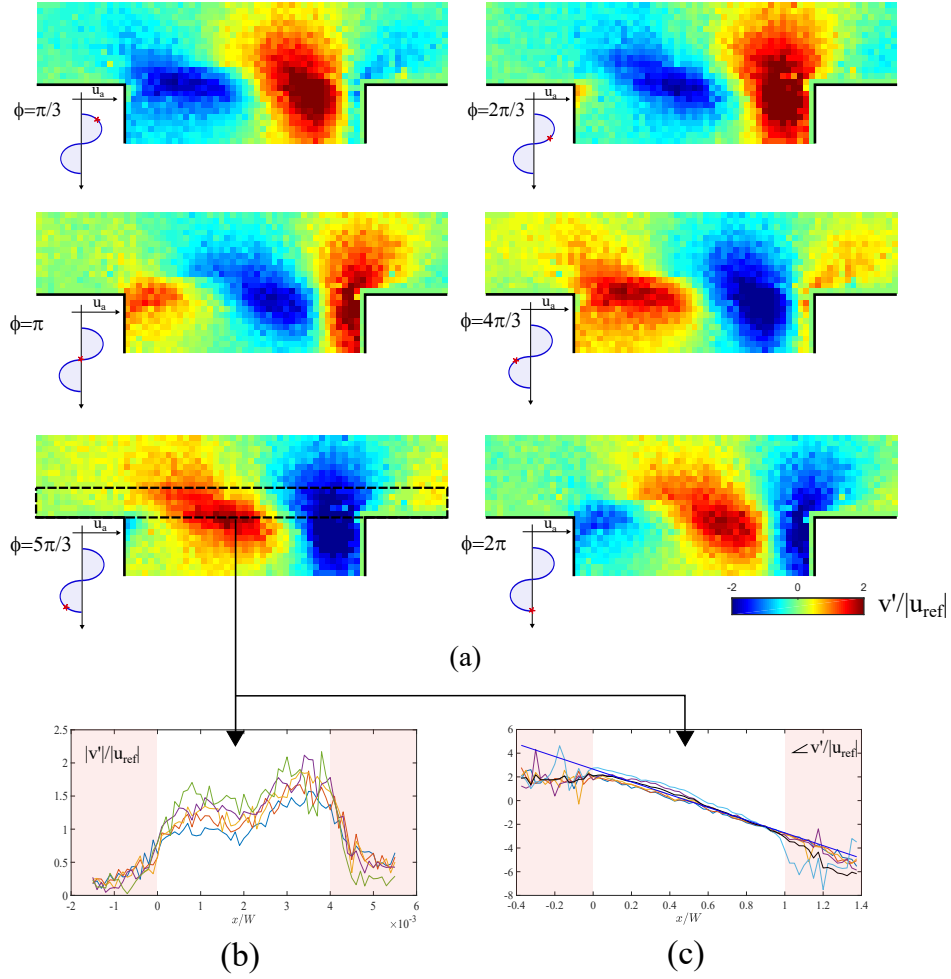 u_a
ϕ=π/3
u_a
ϕ=2π/3
u_a
ϕ=π
u_a
ϕ=4π/3
u_a
ϕ=5π/3
u_a
ϕ=2π
-2 0 2
v'/|u_ref|
(a)
|v'|/|u_ref|
2.5
2
1.5
1
0.5
0
-2 -1 0 1 2 3 4 5 6
x/W
×10⁻³
(b)
∠v'/|u_ref|
6
4
2
0
-2
-4
-6
-8
-0.4 -0.2 0 0.2 0.4 0.6 0.8 1 1.2 1.4
x/W
(c)